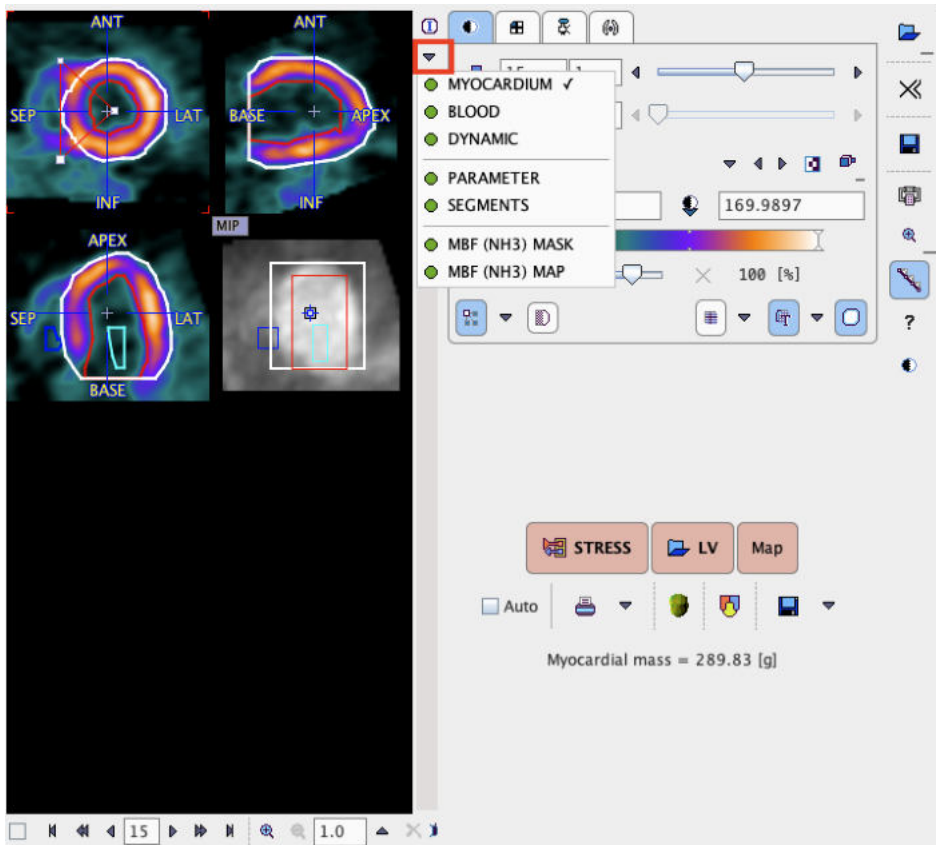 ANT
SEP
LAT
INF
ANT
BASE
APEX
INF
APEX
SEP
LAT
BASE
MIP
MYOCARDIUM ✓
BLOOD
DYNAMIC
PARAMETER
SEGMENTS
MBF (NH3) MASK
MBF (NH3) MAP
169.9897
100 [%]
?
STRESS
LV
Map
Auto
Myocardial mass = 289.83 [g]
15
1.0